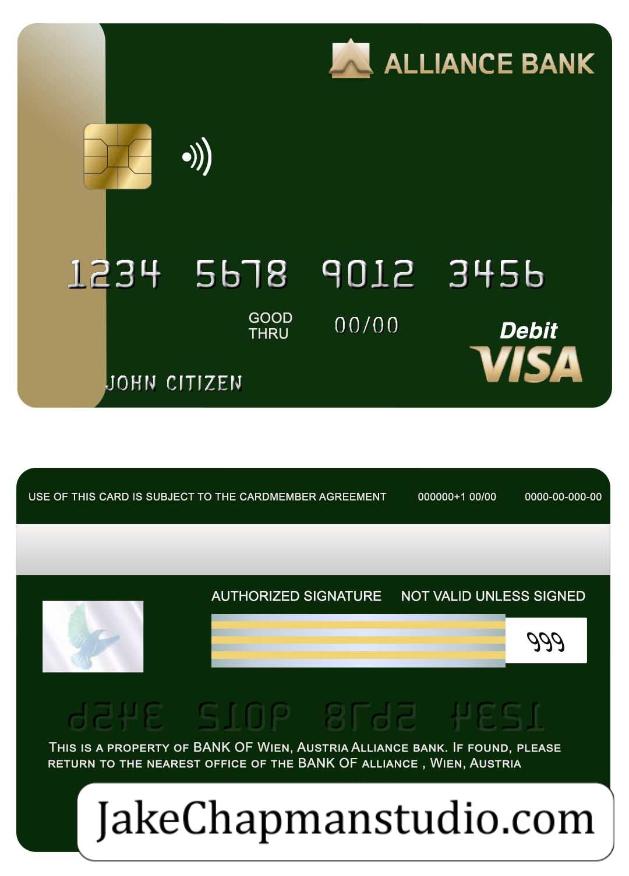 ALLIANCE BANK
1234 5678 9012 3456
GOOD
THRU
00/00
Debit
VISA
JOHN CITIZEN
USE OF THIS CARD IS SUBJECT TO THE CARDMEMBER AGREEMENT 000000+1 00/00 0000-00-000-00
AUTHORIZED SIGNATURE NOT VALID UNLESS SIGNED
999
THIS IS A PROPERTY OF BANK OF WIEN, AUSTRIA ALLIANCE BANK. IF FOUND, PLEASE
RETURN TO THE NEAREST OFFICE OF THE BANK OF ALLIANCE , WIEN, AUSTRIA
JakeChapmanstudio.com